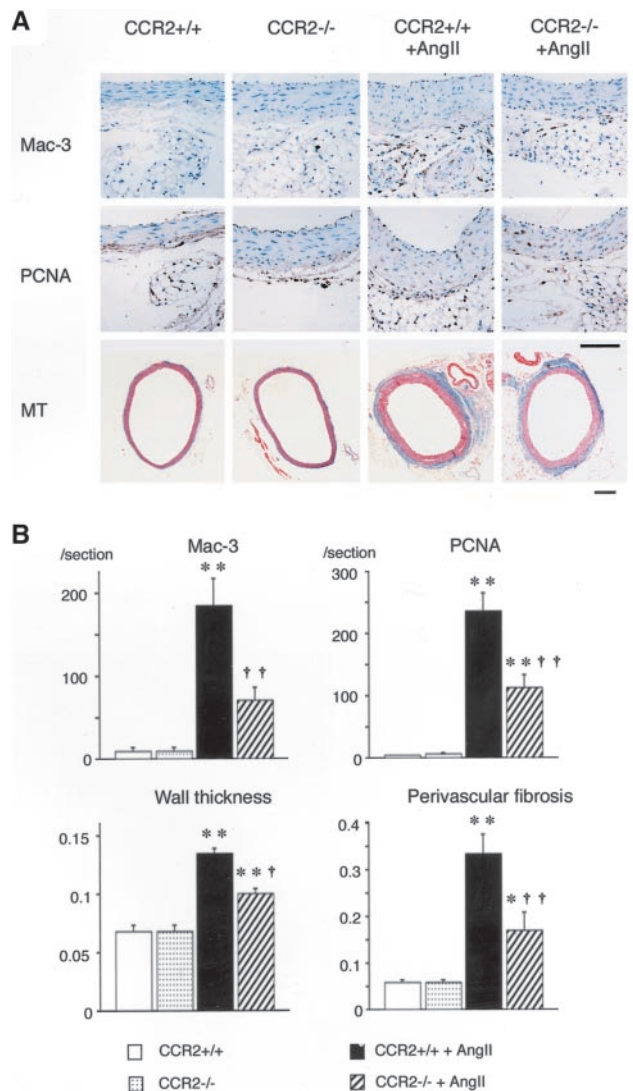 A
CCR2+/+ CCR2-/- CCR2+/+ +AngII CCR2-/- +AngII
Mac-3
PCNA
MT
B
/section Mac-3 /section PCNA
200 ** 300 **
100 †† 200 **††
0 100
0
Wall thickness Perivascular fibrosis
0.15 ** 0.4 **
0.1 **† 0.3
0.05 0.2 *††
0 0.1
0
CCR2+/+ CCR2+/+ + AngII
CCR2-/- CCR2-/- + AngII